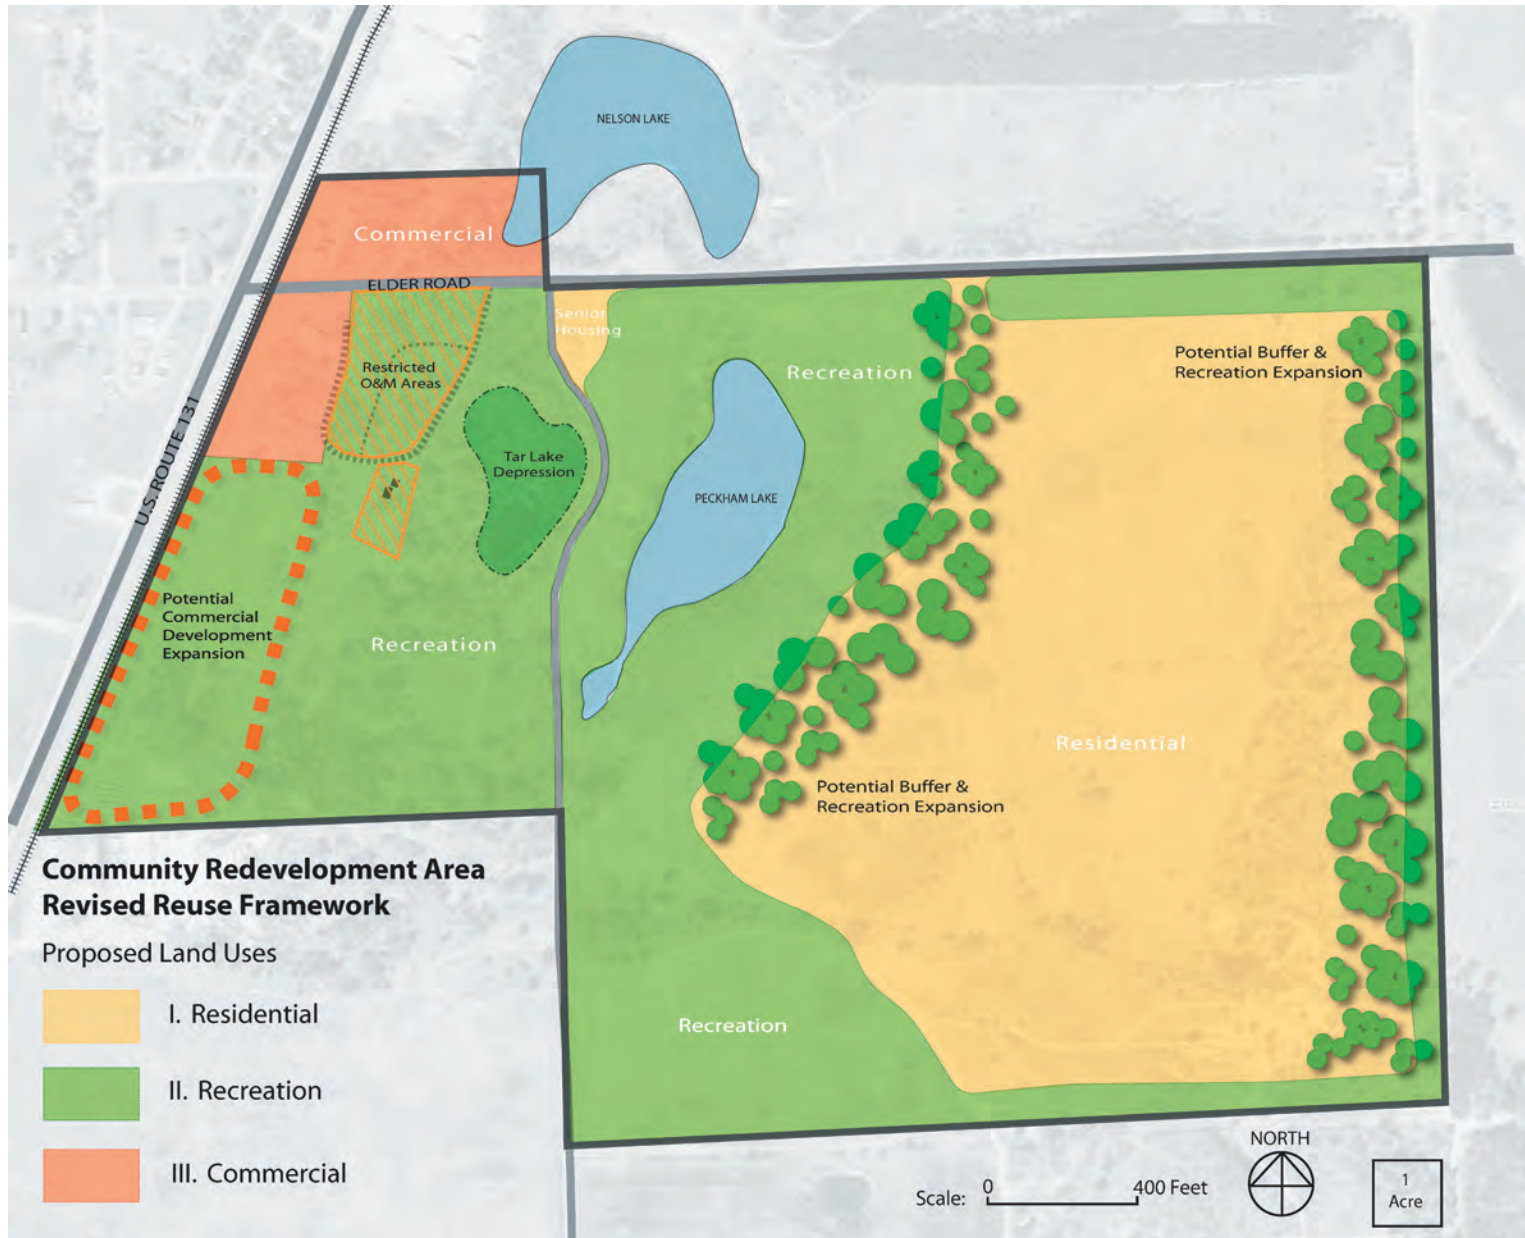 NELSON LAKE
Commercial
ELDER ROAD
Senior
Housing
Restricted
O&M Areas
Recreation
Potential Buffer &
Recreation Expansion
U.S. ROUTE 131
Tar Lake
Depression
PECKHAM LAKE
Potential
Commercial
Development
Expansion
Recreation
Residential
Potential Buffer &
Recreation Expansion
Community Redevelopment Area
Revised Reuse Framework
Proposed Land Uses
I. Residential
II. Recreation
III. Commercial
Recreation
NORTH
Scale:
0
400 Feet
1
Acre